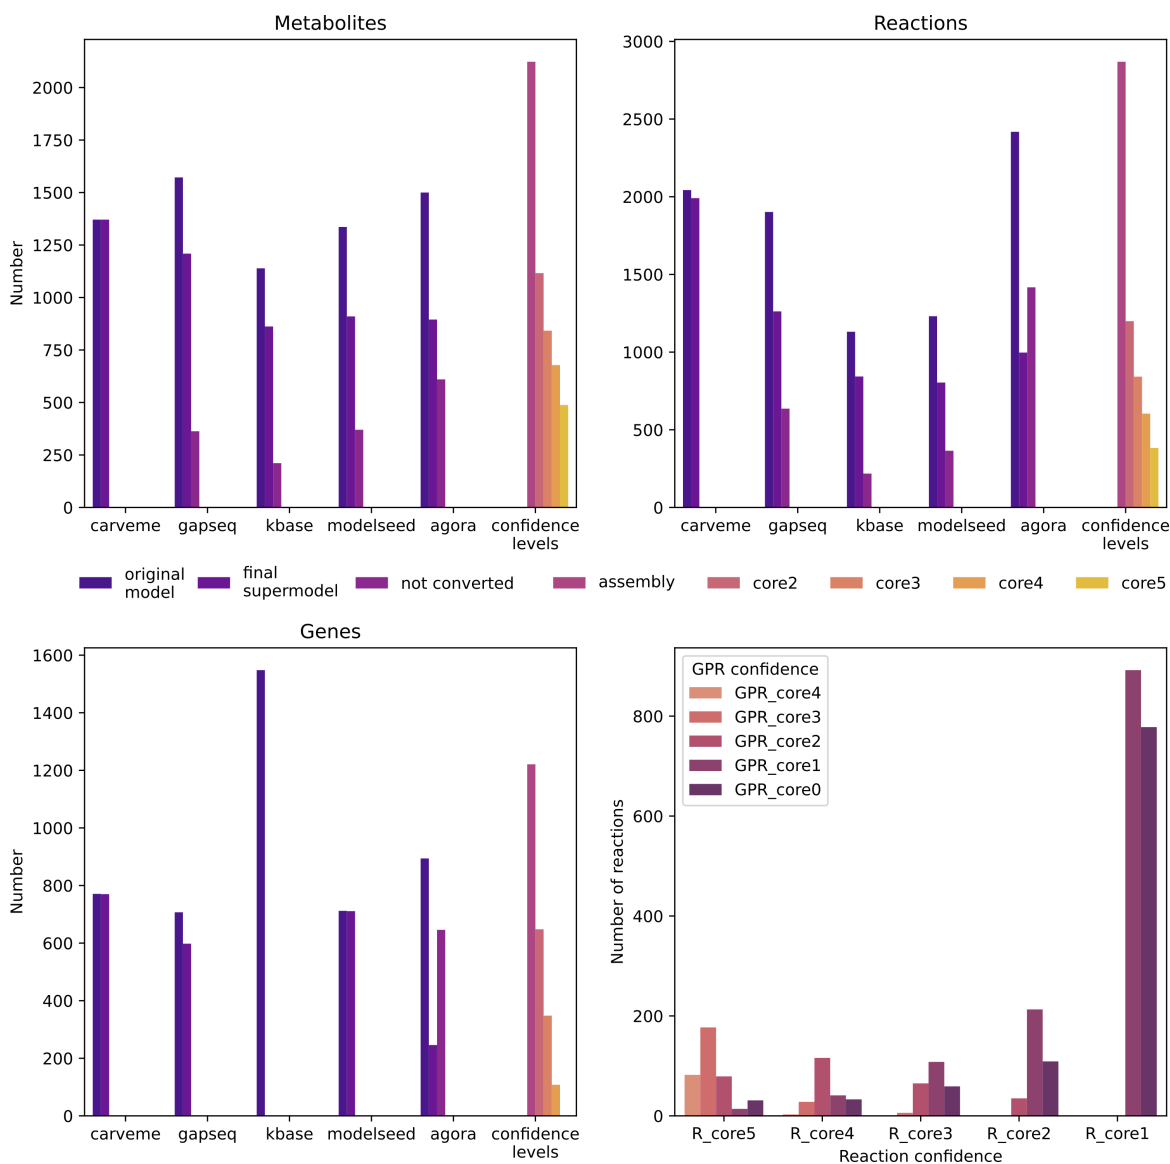 Metabolites
Number
2000
1750
1500
1250
1000
750
500
250
0
carveme gapseq kbase modelseed agora confidence
levels
Reactions
3000
2500
2000
1500
1000
500
0
carveme gapseq kbase modelseed agora confidence
levels
original
model
final
supermodel
not converted
assembly
core2
core3
core4
core5
Genes
Number
1600
1400
1200
1000
800
600
400
200
0
carveme gapseq kbase modelseed agora confidence
levels
Number of reactions
800
600
400
200
0
GPR confidence
GPR_core4
GPR_core3
GPR_core2
GPR_core1
GPR_core0
R_core5 R_core4 R_core3 R_core2 R_core1
Reaction confidence